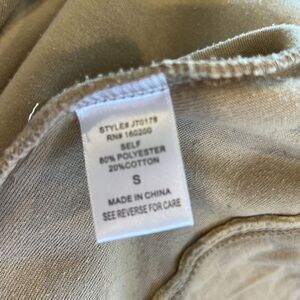 STYLE# JT0178
RN# 160200
SELF
80% POLYESTER
20%COTTON
S
MADE IN CHINA
SEE REVERSE FOR CARE